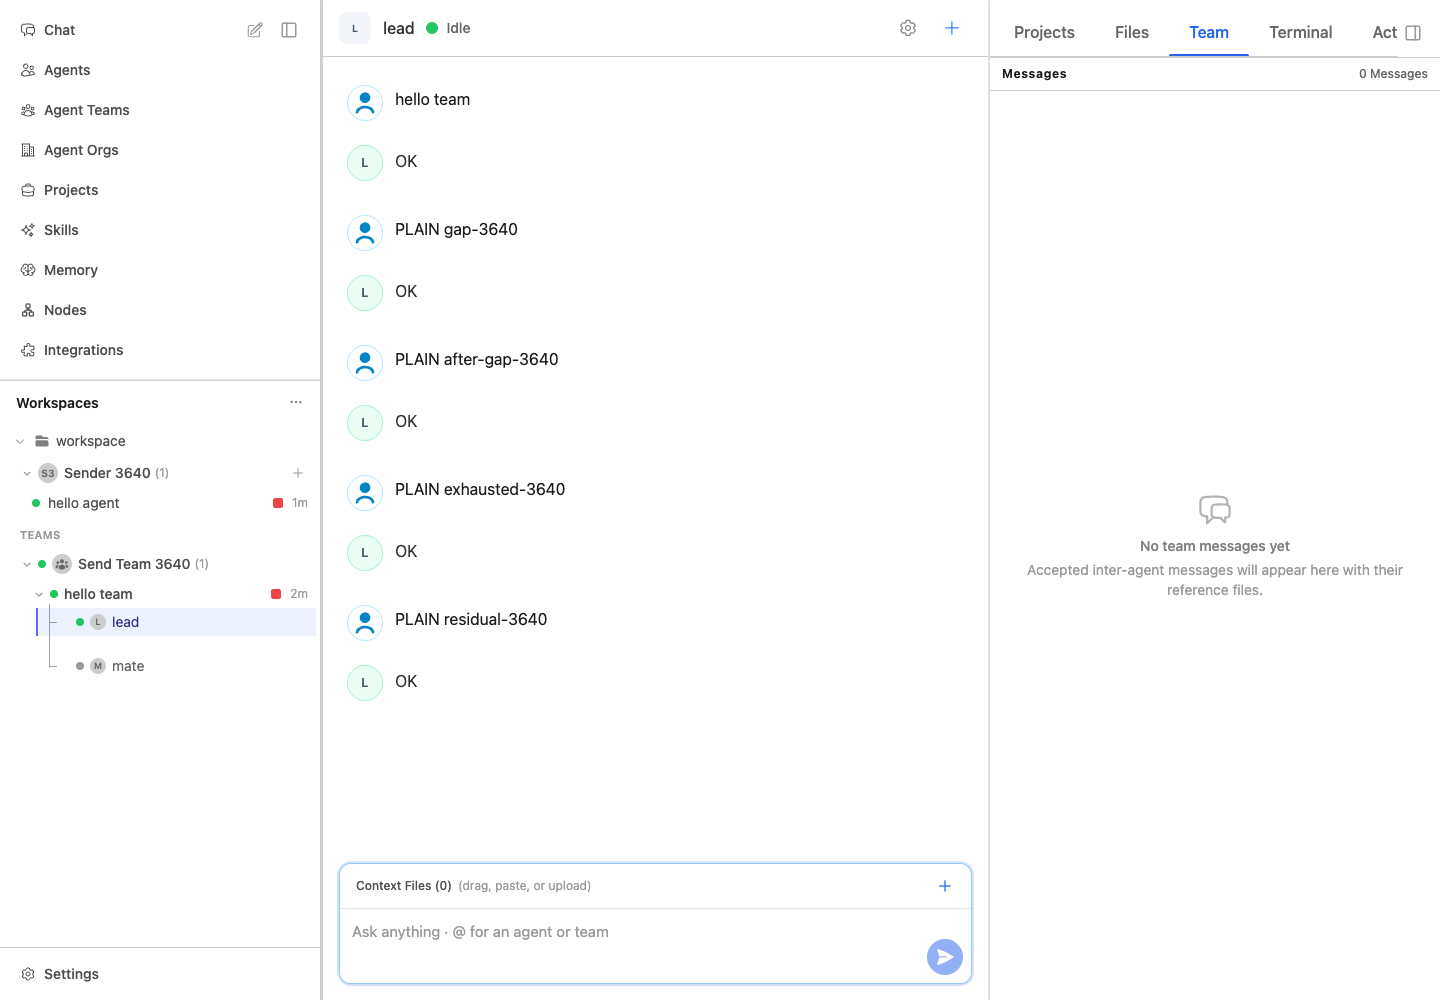 Chat
Agents
Agent Teams
Agent Orgs
Projects
Skills
Memory
Nodes
Integrations
Workspaces
workspace
S3 Sender 3640 (1)
hello agent 1m
TEAMS
Send Team 3640 (1)
hello team 2m
L lead
M mate
Settings
L lead Idle
hello team
L OK
PLAIN gap-3640
L OK
PLAIN after-gap-3640
L OK
PLAIN exhausted-3640
L OK
PLAIN residual-3640
L OK
Context Files (0) (drag, paste, or upload)
Ask anything · @ for an agent or team
Projects Files Team Terminal Act
Messages 0 Messages
No team messages yet
Accepted inter-agent messages will appear here with their
reference files.